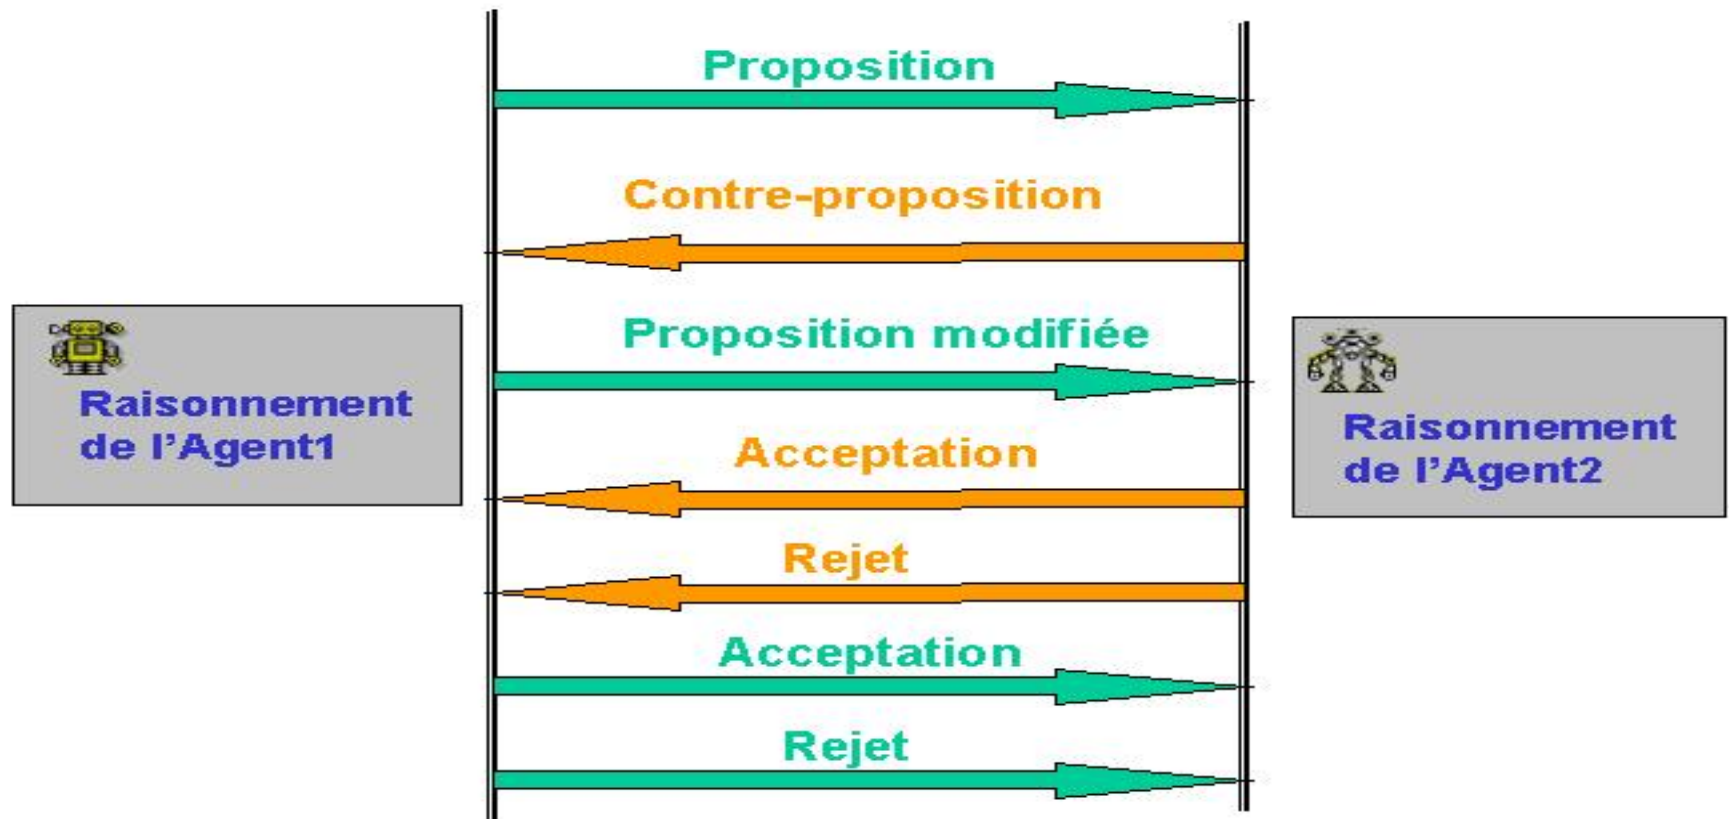 Proposition
Contre-proposition
Proposition modifiée
Raisonnement
de l’Agent1
Raisonnement
de l’Agent2
Acceptation
Rejet
Acceptation
Rejet